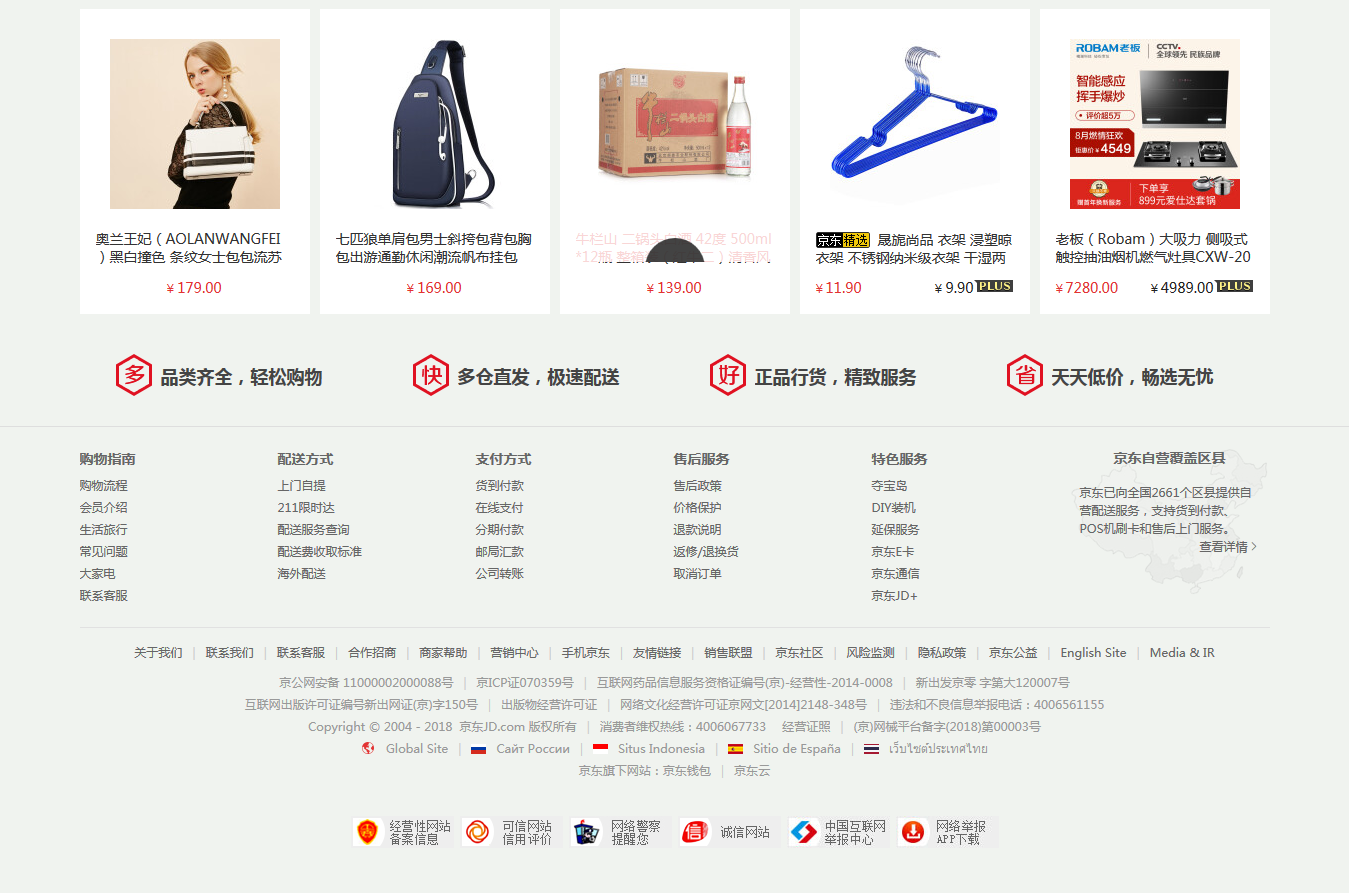 ROBAM老板 CCTV.
全球领先 民族品牌
智能感应
挥手爆炒
评价超5万
8月燃情狂欢
钜惠价￥4549
下单享
赠首年焕新服务 899元爱仕达套锅
二锅头白酒
奥兰王妃（AOLANWANGFEI
）黑白撞色 条纹女士包包流苏
￥179.00
七匹狼单肩包男士斜挎包背包胸
包出游通勤休闲潮流帆布挂包
￥169.00
牛栏山 二锅头白酒 42度 500ml
*12瓶 整箱
清香风
￥139.00
京东精选 晟旎尚品 衣架 浸塑晾
衣架 不锈钢纳米级衣架 干湿两
￥11.90 ￥9.90 PLUS
老板（Robam）大吸力 侧吸式
触控抽油烟机燃气灶具CXW-20
￥7280.00 ￥4989.00 PLUS
多 品类齐全，轻松购物
快 多仓直发，极速配送
好 正品行货，精致服务
省 天天低价，畅选无忧
购物指南
购物流程
会员介绍
生活旅行
常见问题
大家电
联系客服
配送方式
上门自提
211限时达
配送服务查询
配送费收取标准
海外配送
支付方式
货到付款
在线支付
分期付款
邮局汇款
公司转账
售后服务
售后政策
价格保护
退款说明
返修/退换货
取消订单
特色服务
夺宝岛
DIY装机
延保服务
京东E卡
京东通信
京东JD+
京东自营覆盖区县
京东已向全国2661个区县提供自
营配送服务，支持货到付款、
POS机刷卡和售后上门服务。
查看详情 >
关于我们 | 联系我们 | 联系客服 | 合作招商 | 商家帮助 | 营销中心 | 手机京东 | 友情链接 | 销售联盟 | 京东社区 | 风险监测 | 隐私政策 | 京东公益 | English Site | Media & IR
京公网安备 11000002000088号 | 京ICP证070359号 | 互联网药品信息服务资格证编号(京)-经营性-2014-0008 | 新出发京零 字第大120007号
互联网出版许可证编号新出网证(京)字150号 | 出版物经营许可证 | 网络文化经营许可证京网文[2014]2148-348号 | 违法和不良信息举报电话：4006561155
Copyright © 2004 - 2018 京东JD.com 版权所有 | 消费者维权热线：4006067733 经营证照 | (京)网械平台备字(2018)第00003号
Global Site | Сайт России | Situs Indonesia | Sitio de España | เว็บไซต์ประเทศไทย
京东旗下网站：京东钱包 | 京东云
经营性网站
备案信息
可信网站
信用评价
网络警察
提醒您
诚信网站
中国互联网
举报中心
网络举报
APP下载